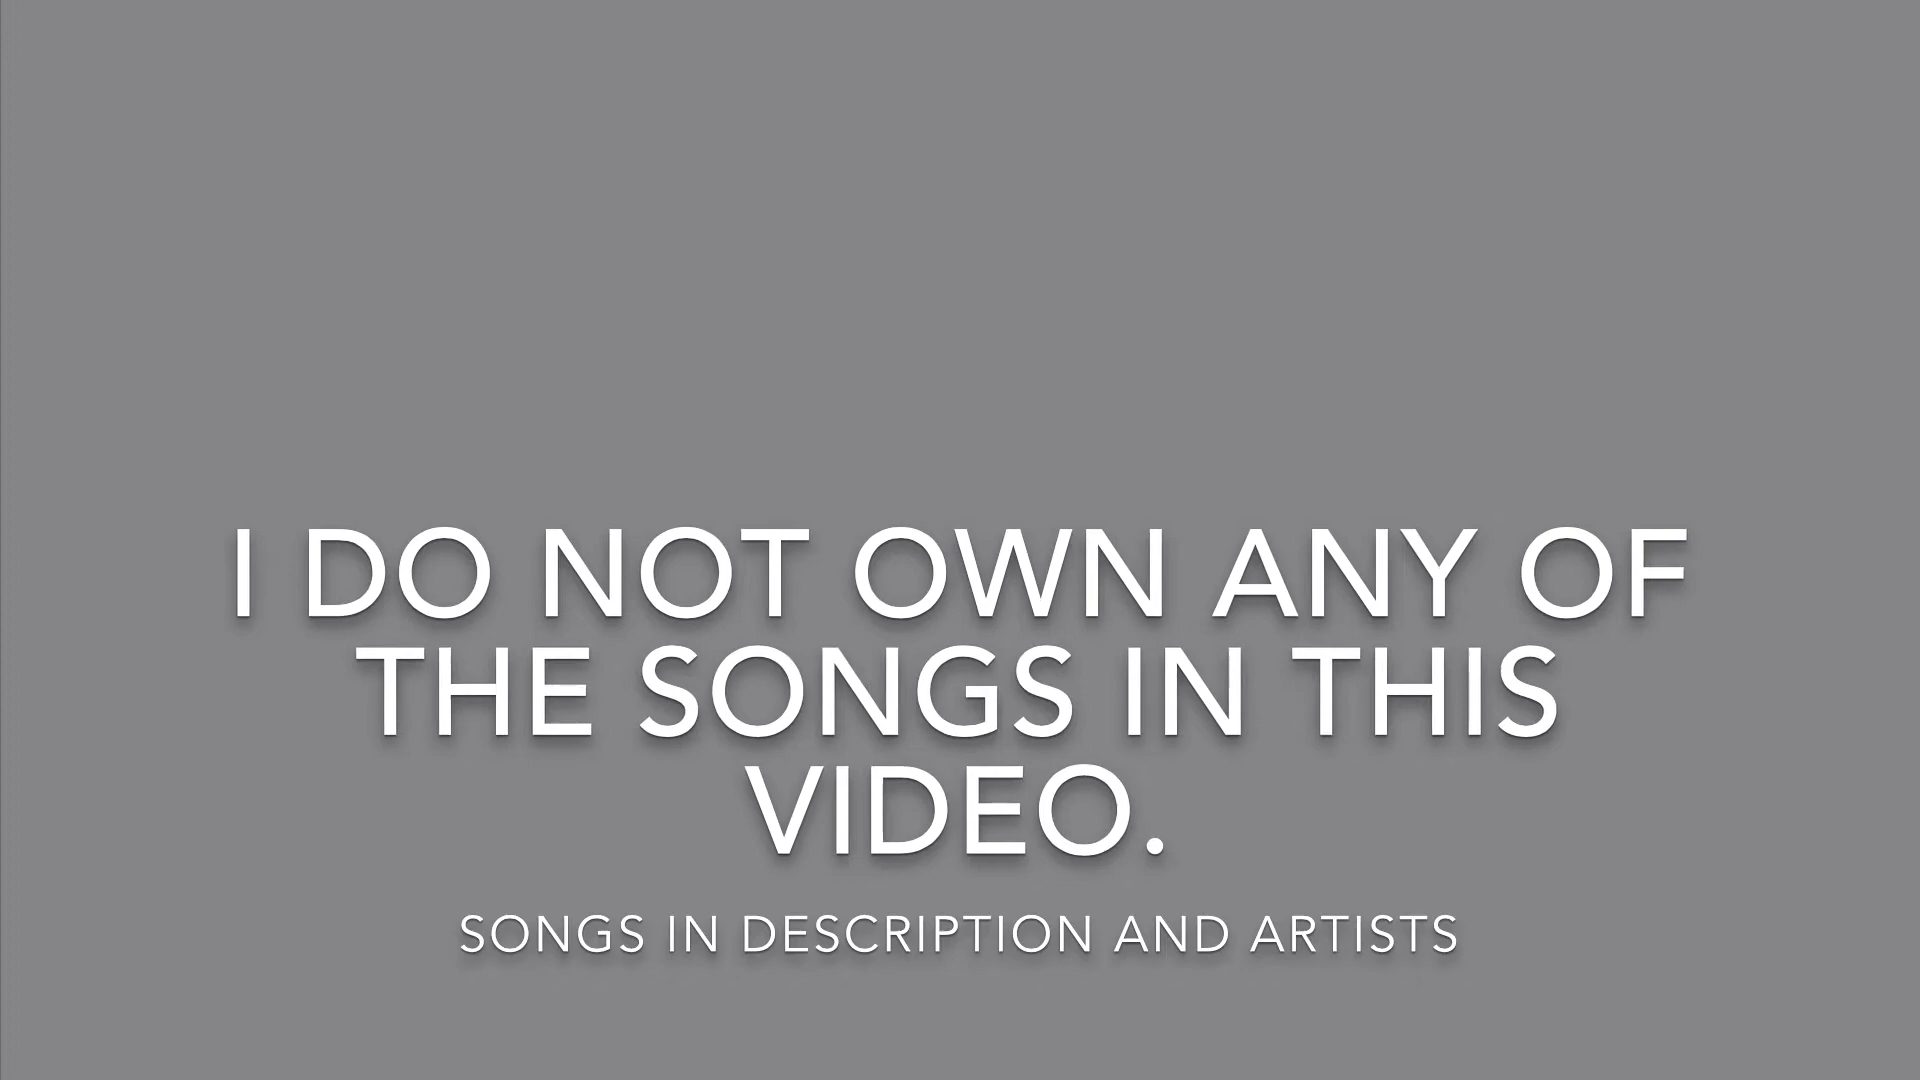 I DO NOT OWN ANY OF
THE SONGS IN THIS
VIDEO.
SONGS IN DESCRIPTION AND ARTISTS